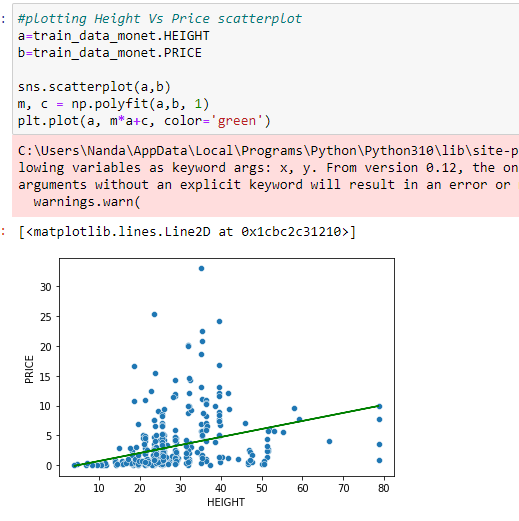 : #plotting Height Vs Price scatterplot
a=train_data_monet.HEIGHT
b=train_data_monet.PRICE
sns.scatterplot(a,b)
m, c = np.polyfit(a,b, 1)
plt.plot(a, m*a+c, color='green')
C:\Users\Nanda\AppData\Local\Programs\Python\Python310\lib\site-p
lowing variables as keyword args: x, y. From version 0.12, the on
arguments without an explicit keyword will result in an error or
warnings.warn(
: [<matplotlib.lines.Line2D at 0x1cbc2c31210>]
30
25
20
15
10
5
0
PRICE
10 20 30 40 50 60 70 80
HEIGHT